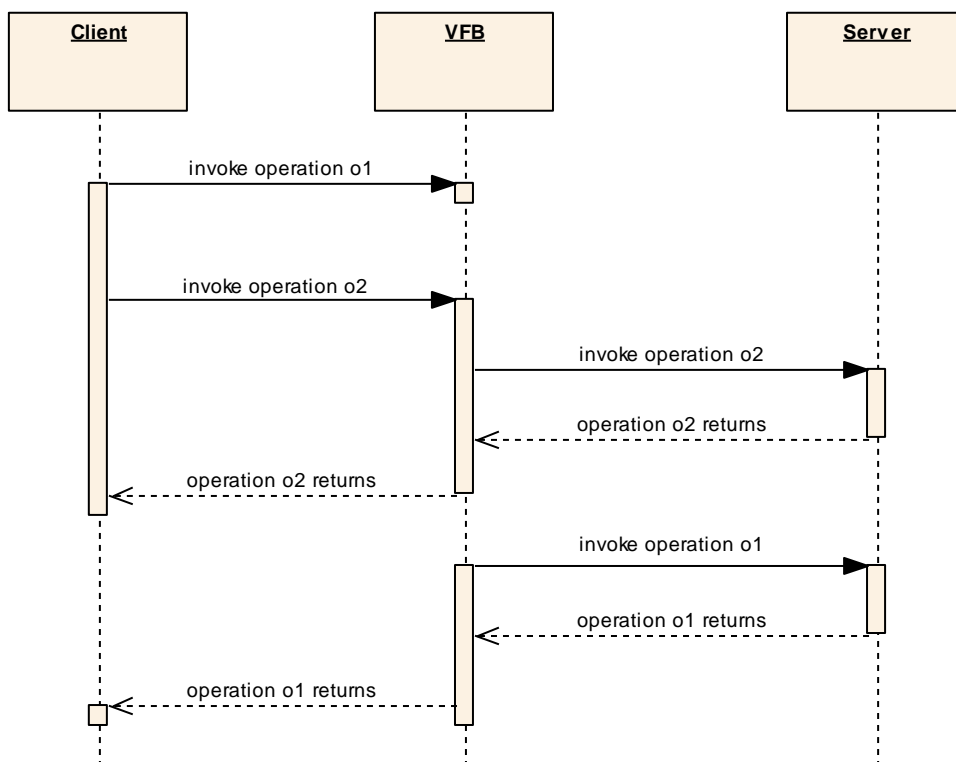 Client
VFB
Server
invoke operation o1
invoke operation o2
invoke operation o2
operation o2 returns
operation o2 returns
invoke operation o1
operation o1 returns
operation o1 returns